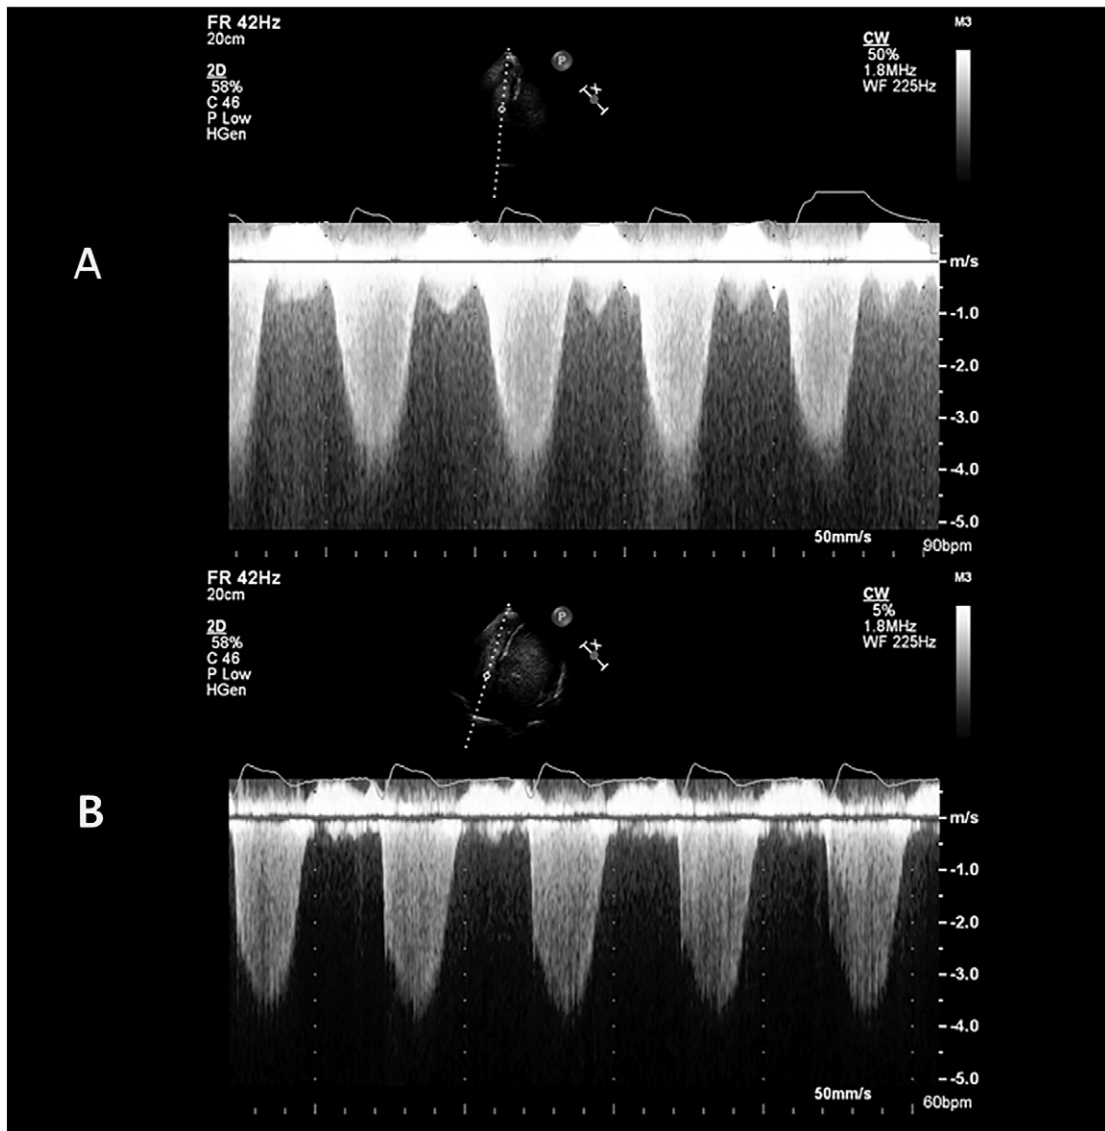 FR 42Hz
20cm
M3
2D
58%
C 46
P Low
HGen
P
X
CW
50%
1.8MHz
WF 225Hz
A
m/s
-1.0
-2.0
-3.0
-4.0
-5.0
50mm/s
90bpm
FR 42Hz
20cm
M3
2D
58%
C 46
P Low
HGen
P
X
CW
5%
1.8MHz
WF 225Hz
B
m/s
-1.0
-2.0
-3.0
-4.0
-5.0
50mm/s
60bpm